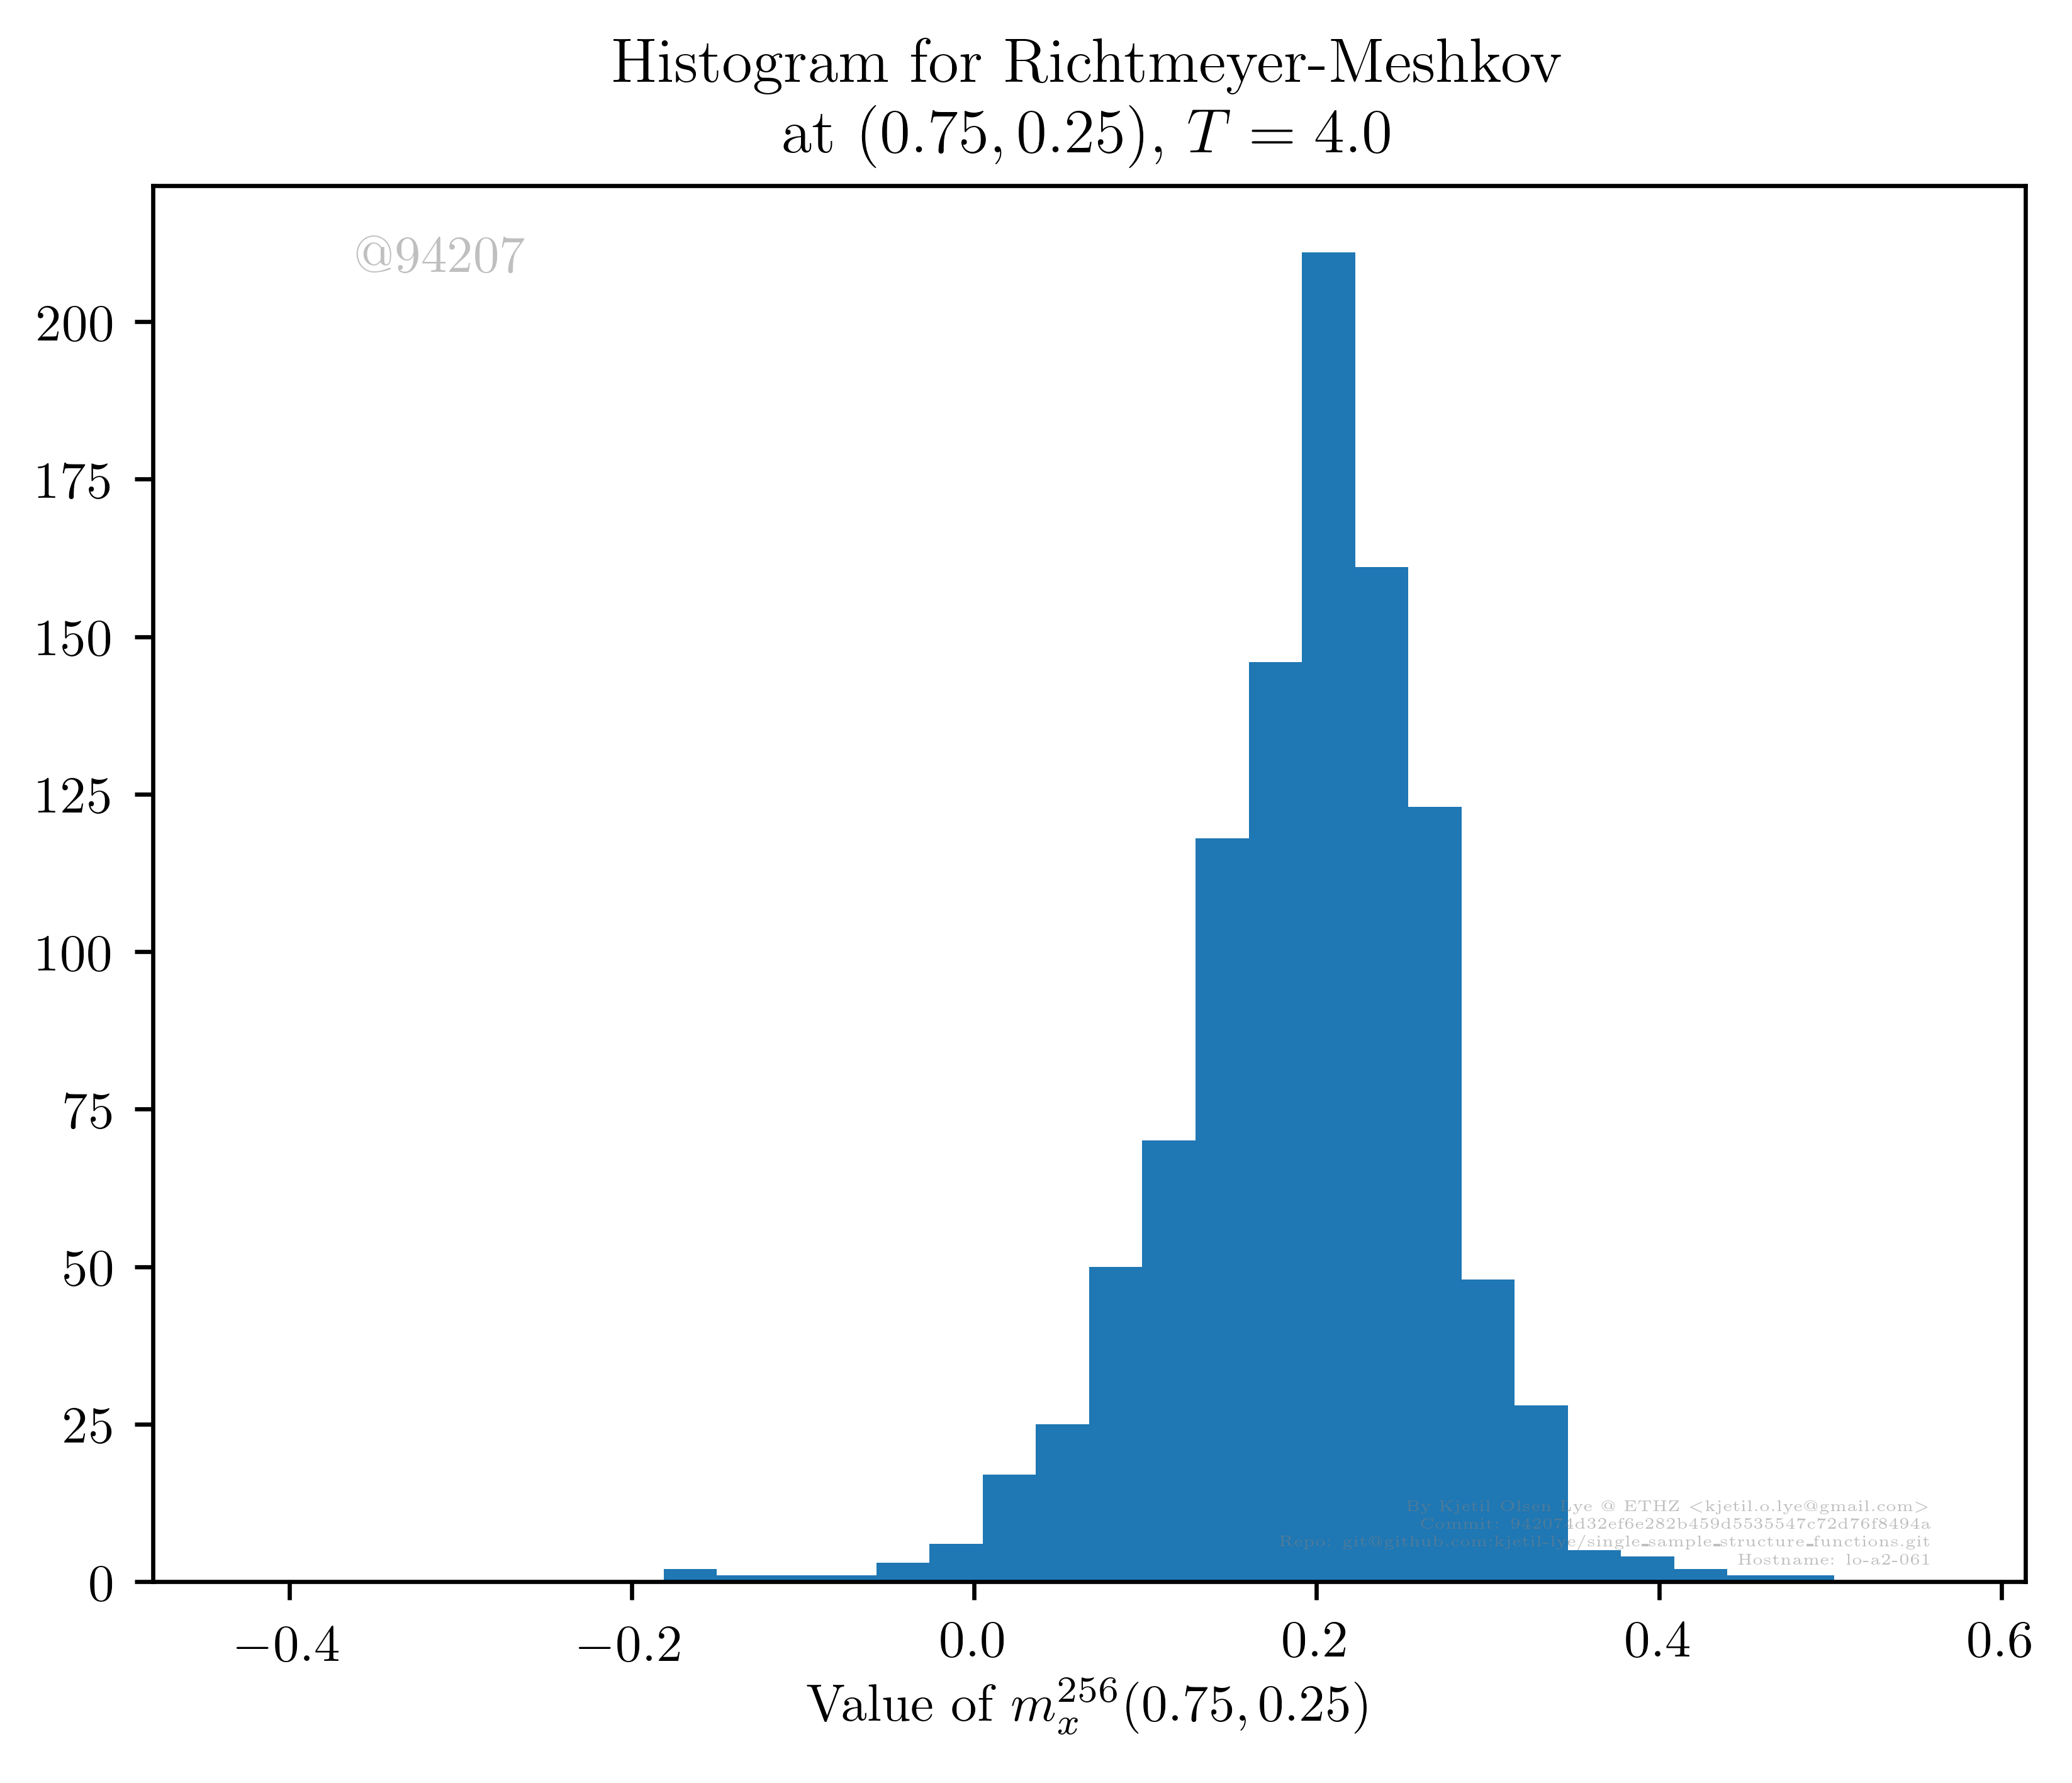 Histogram for Richtmeyer-Meshkov
at (0.75, 0.25), T = 4.0
@94207
200
175
150
125
100
75
50
25
0
−0.4 −0.2 0.0 0.2 0.4 0.6
Value of m_x^256(0.75, 0.25)
By Kjetil Olsen Lye @ ETHZ <kjetil.o.lye@gmail.com>
Commit: 942074d32ef6e282b459d5535547c72d76f8494a
Repo: git@github.com:kjetil-lye/single_sample_structure_functions.git
Hostname: lo-a2-061